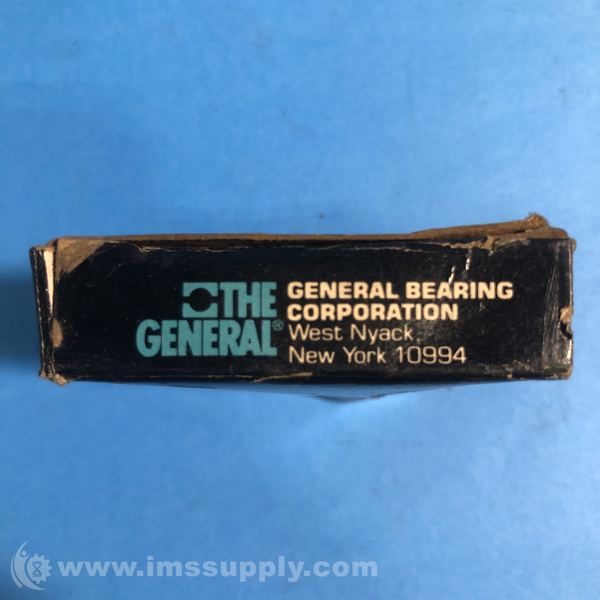 THE
GENERAL®
GENERAL BEARING
CORPORATION
West Nyack,
New York 10994
www.imssupply.com